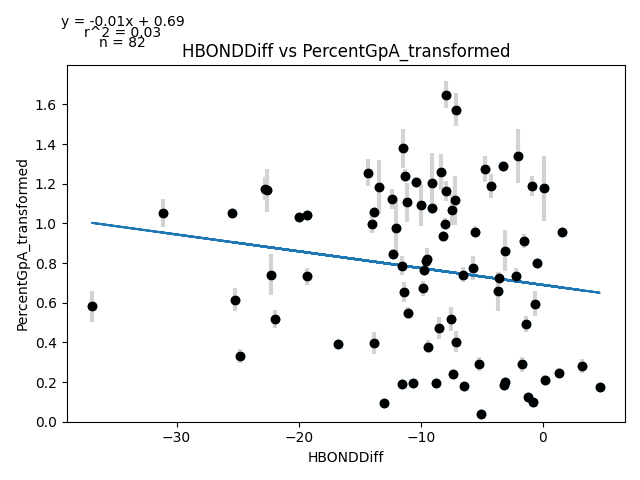 y = -0.01x + 0.69
r^2 = 0.03
n = 82
HBONDDiff vs PercentGpA_transformed
PercentGpA_transformed
1.6
1.4
1.2
1.0
0.8
0.6
0.4
0.2
0.0
−30
−20
−10
0
HBONDDiff